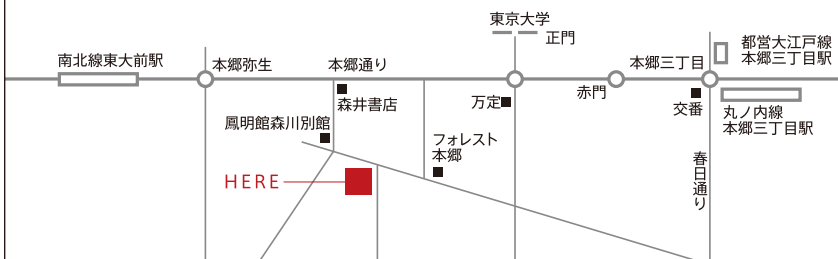 東京大学
正門
南北線東大前駅
本郷弥生
本郷通り
本郷三丁目
都営大江戸線
本郷三丁目駅
赤門
森井書店
万定
交番
丸ノ内線
本郷三丁目駅
鳳明館森川別館
フォレスト
本郷
春日通り
HERE